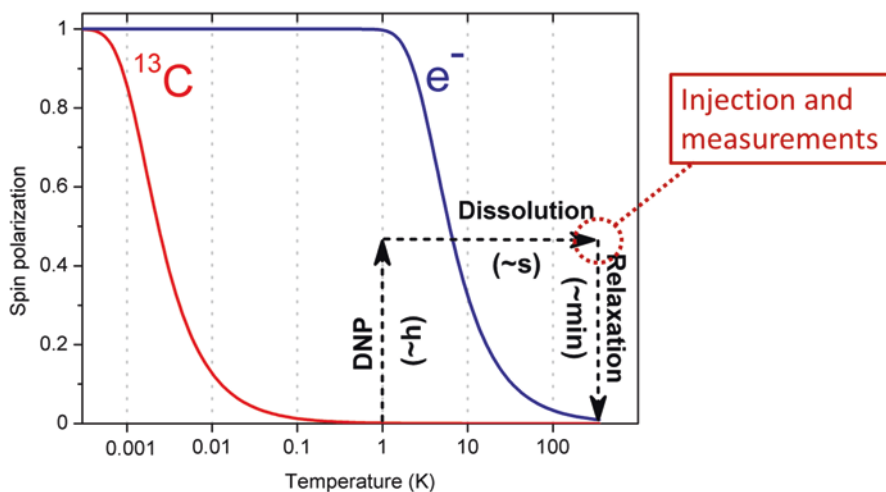 1
0.8
0.6
0.4
0.2
0
Spin polarization
¹³C
e⁻
Injection and
measurements
Dissolution
(~s)
DNP
(~h)
Relaxation
(~min)
0.001
0.01
0.1
1
10
100
Temperature (K)